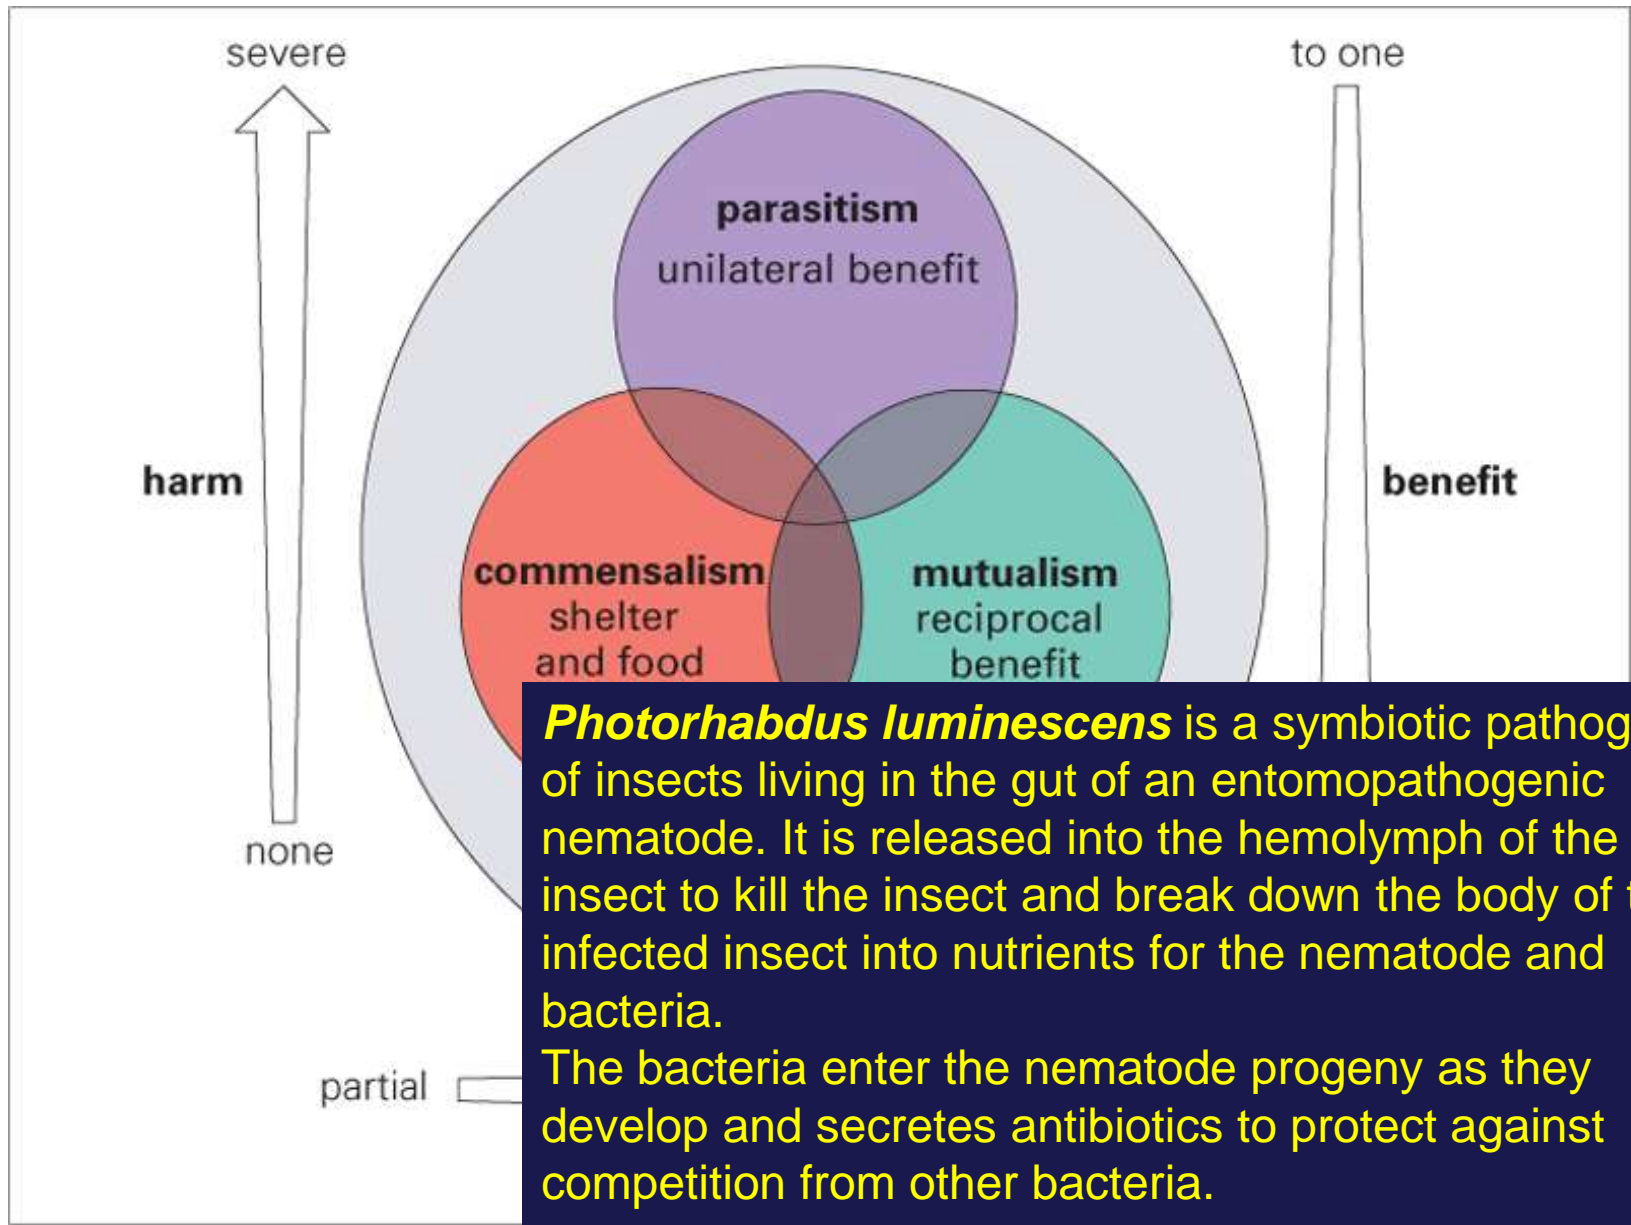 severe
to one
parasitism
unilateral benefit
harm
benefit
commensalism
shelter
and food
mutualism
reciprocal
benefit
none
partial
Photorhabdus luminescens is a symbiotic
of insects living in the gut of an entomopathogenic
nematode. It is released into the hemolymph of the
insect to kill the insect and break down the body of
infected insect into nutrients for the nematode and
bacteria.
The bacteria enter the nematode progeny as they
develop and secretes antibiotics to protect against
competition from other bacteria.